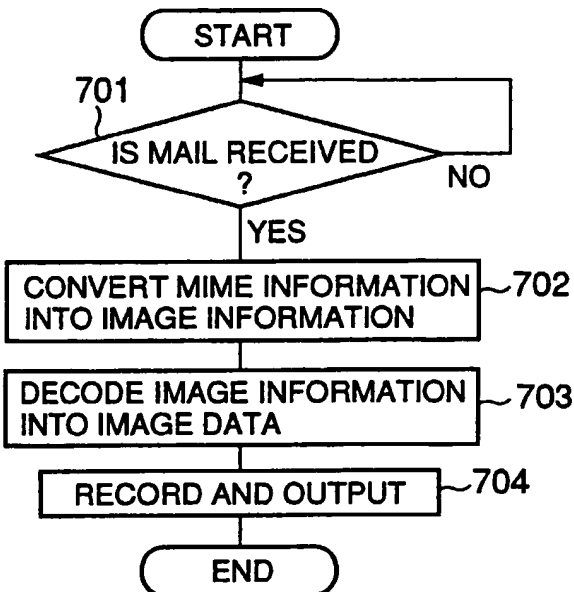 START
701
IS MAIL RECEIVED
?
NO
YES
CONVERT MIME INFORMATION
INTO IMAGE INFORMATION
702
DECODE IMAGE INFORMATION
INTO IMAGE DATA
703
RECORD AND OUTPUT
704
END